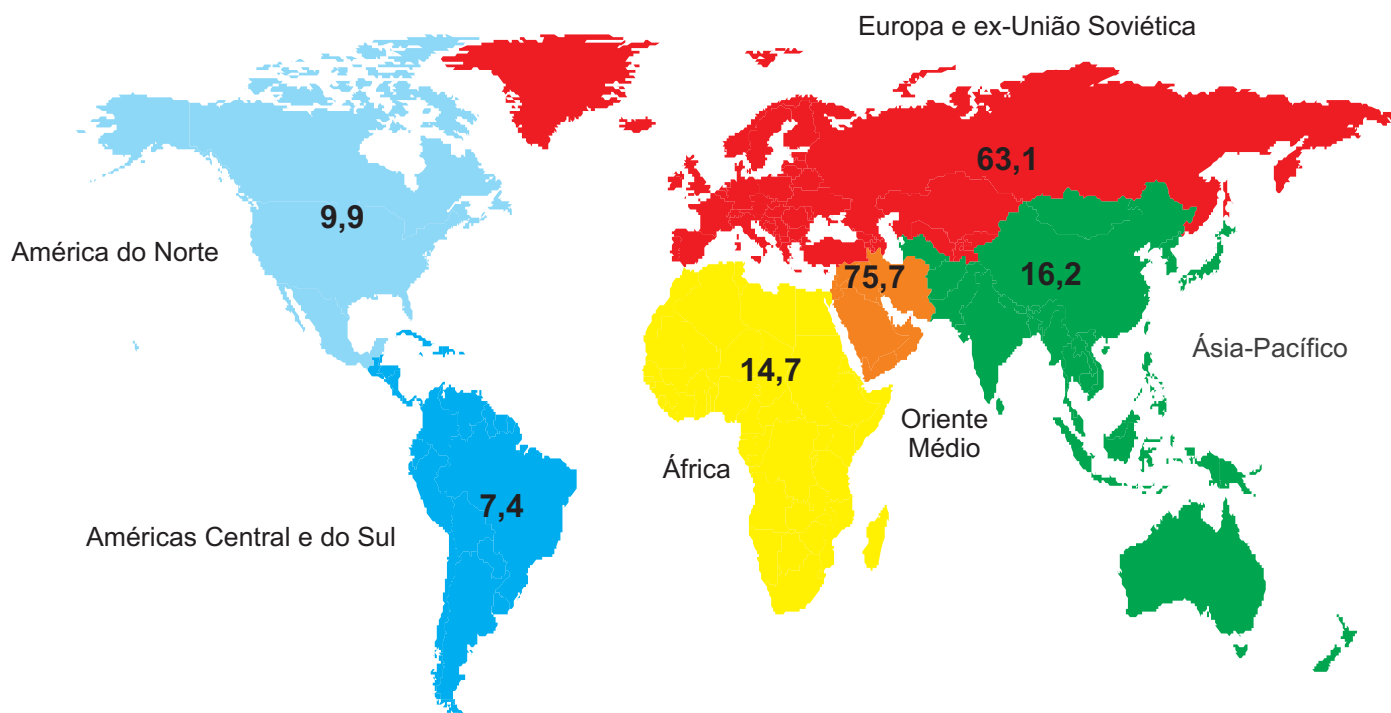 Europa e ex-União Soviética
63,1
9,9
América do Norte
75,7
16,2
Ásia-Pacífico
14,7
Oriente
Médio
África
7,4
Américas Central e do Sul